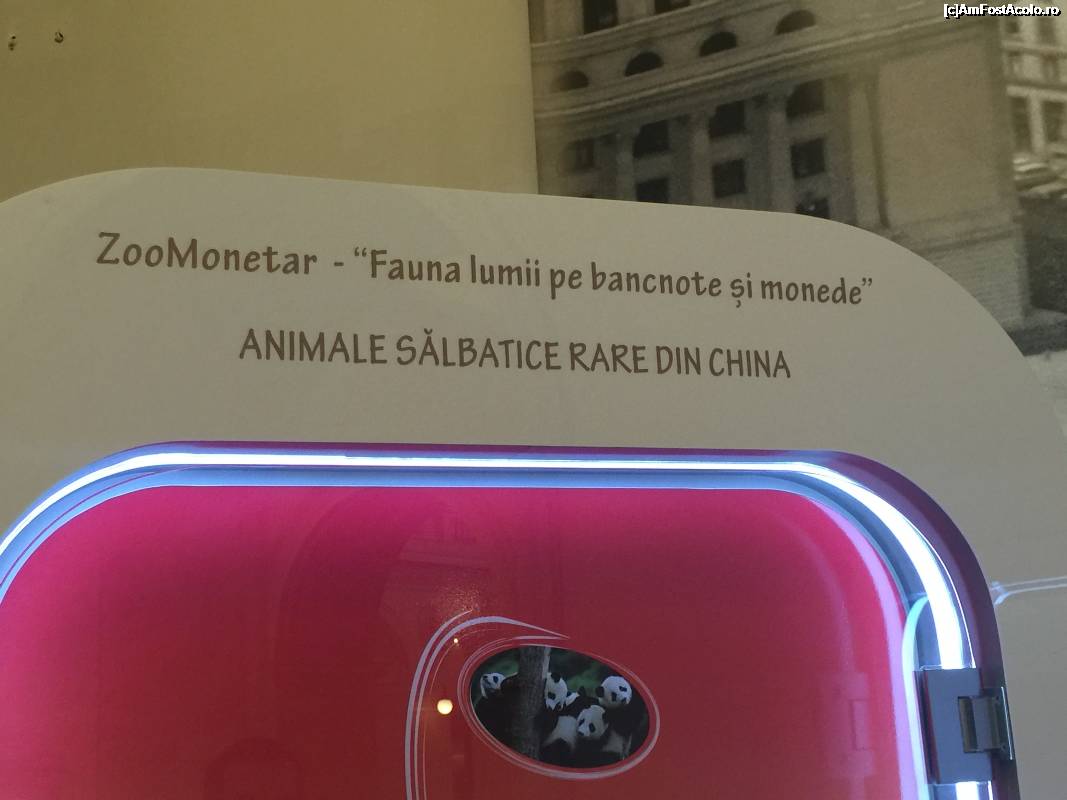 [c]AmFostAcolo.ro
ZooMonetar - “Fauna lumii pe bancnote și monede”
ANIMALE SĂLBATICE RARE DIN CHINA